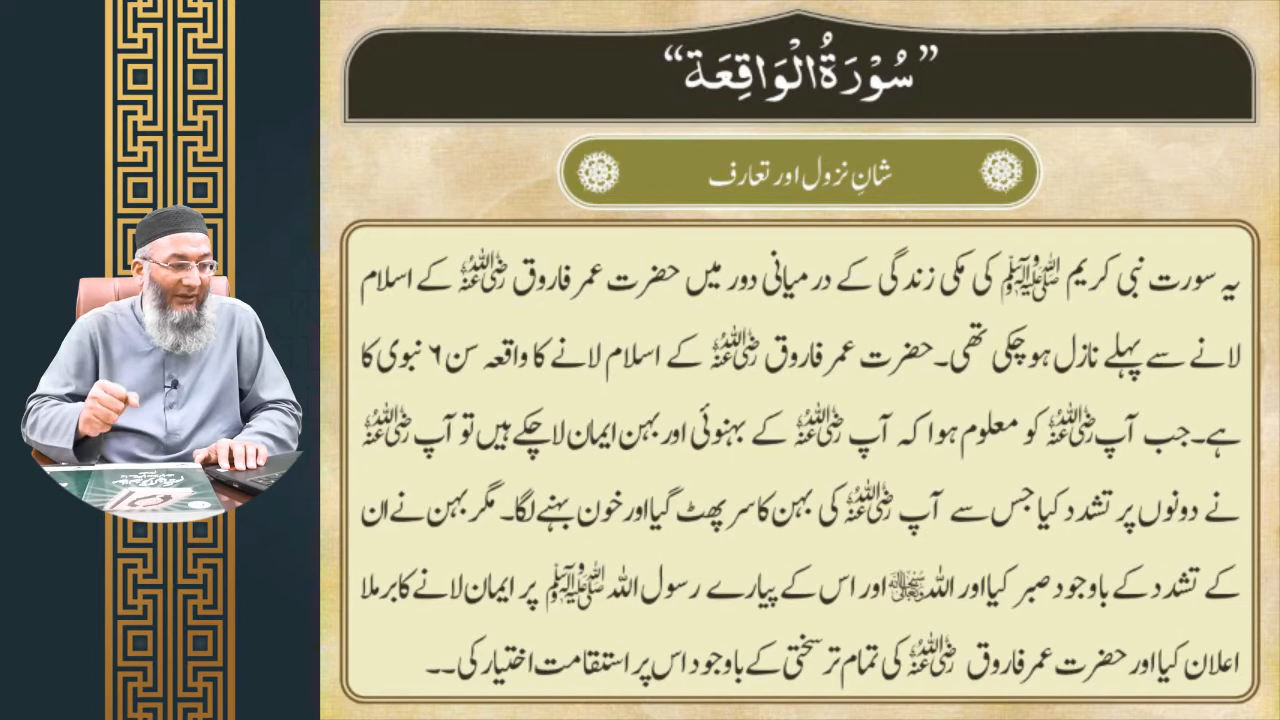 ”سُوْرَةُ الْوَاقِعَة“
شانِ نزول اور تعارف
یہ سورت نبی کریم ﷺ کی مکی زندگی کے درمیانی دور میں حضرت عمر فاروق رضی اللہ عنہ کے اسلام
لانے سے پہلے نازل ہو چکی تھی۔ حضرت عمر فاروق رضی اللہ عنہ کے اسلام لانے کا واقعہ سن ۶ نبوی کا
ہے۔ جب آپ رضی اللہ عنہ کو معلوم ہوا کہ آپ رضی اللہ عنہ کے بہنوئی اور بہن ایمان لا چکے ہیں تو آپ رضی اللہ عنہ
نے دونوں پر تشدد کیا جس سے آپ رضی اللہ عنہ کی بہن کا سر پھٹ گیا اور خون بہنے لگا۔ مگر بہن نے ان
کے تشدد کے باوجود صبر کیا اور اللہ سبحانہ وتعالیٰ اور اس کے پیارے رسول اللہ ﷺ پر ایمان لانے کا برملا
اعلان کیا اور حضرت عمر فاروق رضی اللہ عنہ کی تمام تر سختی کے باوجود اس پر استقامت اختیار کی۔۔